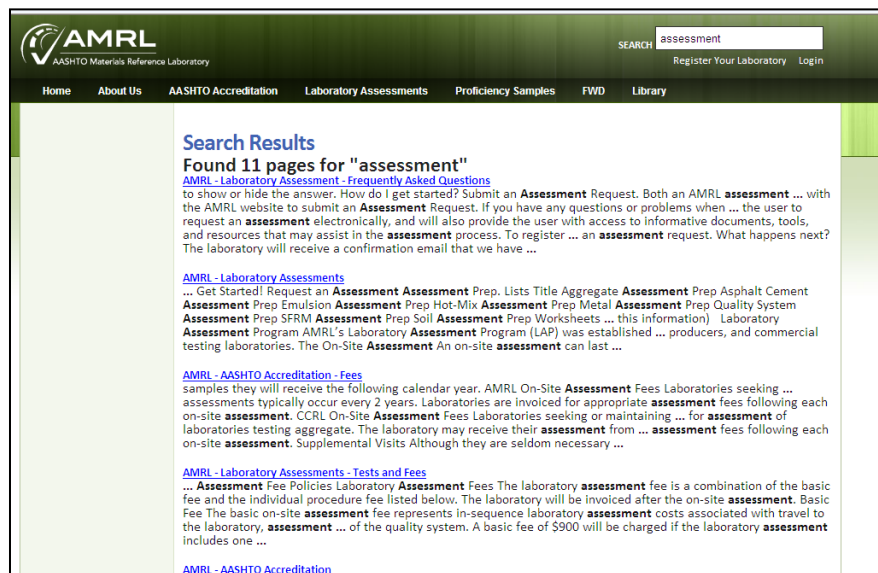 AMRL
AASHTO Materials Reference Laboratory
SEARCH assessment
Register Your Laboratory Login
Home About Us AASHTO Accreditation Laboratory Assessments Proficiency Samples FWD Library
Search Results
Found 11 pages for "assessment"
AMRL - Laboratory Assessment - Frequently Asked Questions
to show or hide the answer. How do I get started? Submit an Assessment Request. Both an AMRL assessment ... with
the AMRL website to submit an Assessment Request. If you have any questions or problems when ... the user to
request an assessment electronically, and will also provide the user with access to informative documents, tools,
and resources that may assist in the assessment process. To register ... an assessment request. What happens next?
The laboratory will receive a confirmation email that we have ...
AMRL - Laboratory Assessments
... Get Started! Request an Assessment Assessment Prep. Lists Title Aggregate Assessment Prep Asphalt Cement
Assessment Prep Emulsion Assessment Prep Hot-Mix Assessment Prep Metal Assessment Prep Quality System
Assessment Prep SFRM Assessment Prep Soil Assessment Prep Worksheets ... this information) Laboratory
Assessment Program AMRL's Laboratory Assessment Program (LAP) was established ... producers, and commercial
testing laboratories. The On-Site Assessment An on-site assessment can last ...
AMRL - AASHTO Accreditation - Fees
samples they will receive the following calendar year. AMRL On-Site Assessment Fees Laboratories seeking ...
assessments typically occur every 2 years. Laboratories are invoiced for appropriate assessment fees following each
on-site assessment. CCRL On-Site Assessment Fees Laboratories seeking or maintaining ... for assessment of
laboratories testing aggregate. The laboratory may receive their assessment from ... assessment fees following each
on-site assessment. Supplemental Visits Although they are seldom necessary ...
AMRL - Laboratory Assessments - Tests and Fees
... Assessment Fee Policies Laboratory Assessment Fees The laboratory assessment fee is a combination of the basic
fee and the individual procedure fee listed below. The laboratory will be invoiced after the on-site assessment. Basic
Fee The basic on-site assessment fee represents in-sequence laboratory assessment costs associated with travel to
the laboratory, assessment ... of the quality system. A basic fee of $900 will be charged if the laboratory assessment
includes one ...
AMRL - AASHTO Accreditation